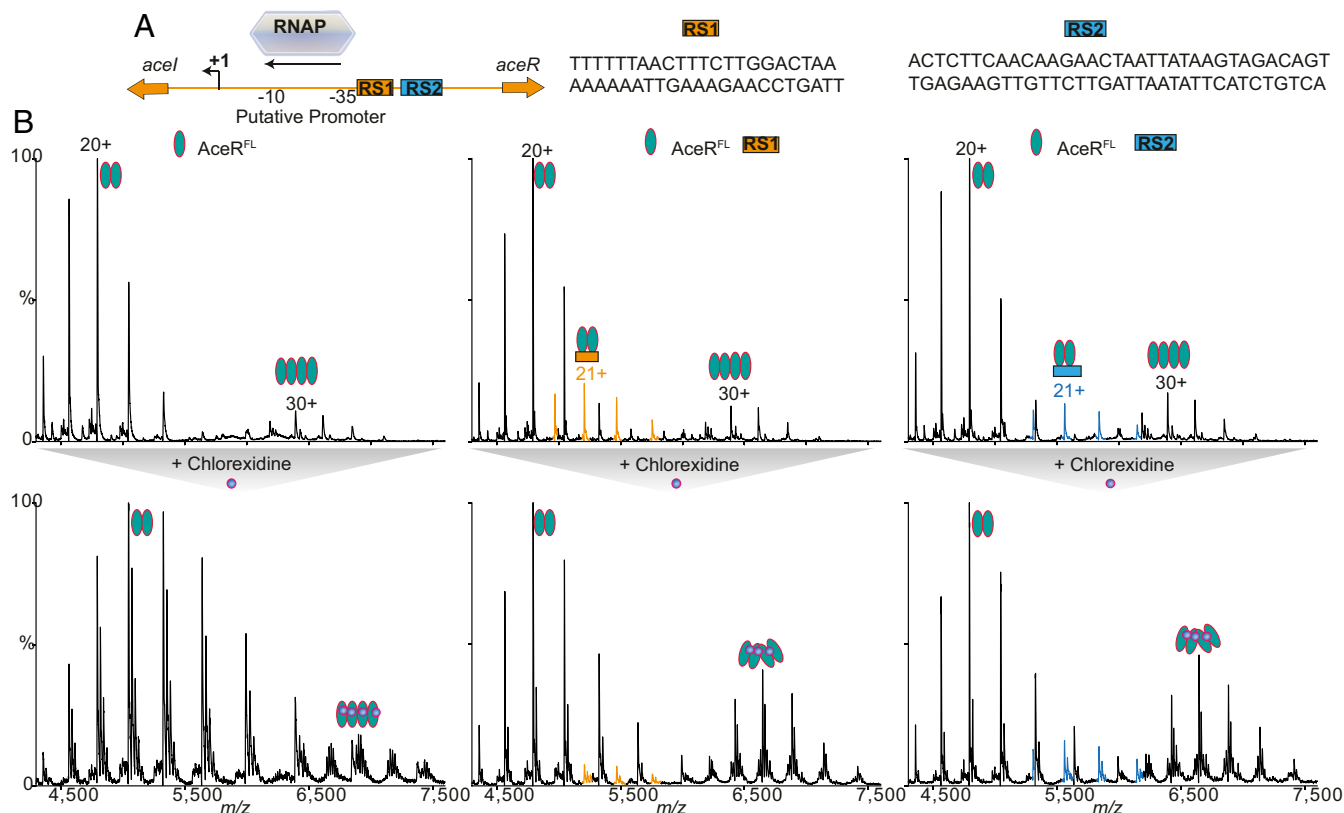 A
RNAP
RS1
RS2
aceI
+1
aceR
TTTTTTAACTTTCTTGGACTAA
ACTCTTCAACAAGAACTAATTATAAGTAGACAGT
RS1
RS2
AAAAAATTGAAAGAACCTGATT
TGAGAAGTTGTTCTTGATTAATATTCATCTGTCA
-10
-35
Putative Promoter
B
100
20+
AceR^FL
20+
AceR^FL
RS1
20+
AceR^FL
RS2
%
30+
21+
30+
21+
30+
0
+ Chlorexidine
+ Chlorexidine
+ Chlorexidine
100
%
0
4,500 5,500 6,500 7,500
m/z
4,500 5,500 6,500 7,500
m/z
4,500 5,500 6,500 7,500
m/z